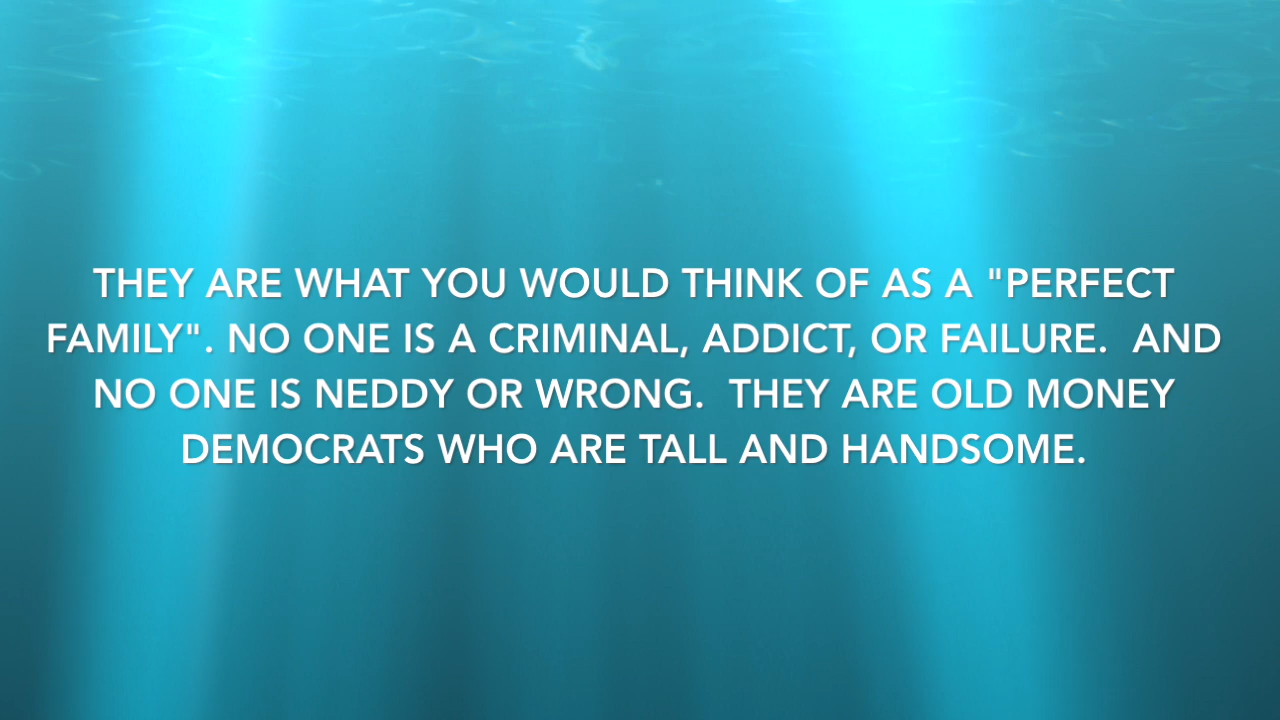 THEY ARE WHAT YOU WOULD THINK OF AS A "PERFECT
FAMILY". NO ONE IS A CRIMINAL, ADDICT, OR FAILURE.  AND
NO ONE IS NEDDY OR WRONG.  THEY ARE OLD MONEY
DEMOCRATS WHO ARE TALL AND HANDSOME.